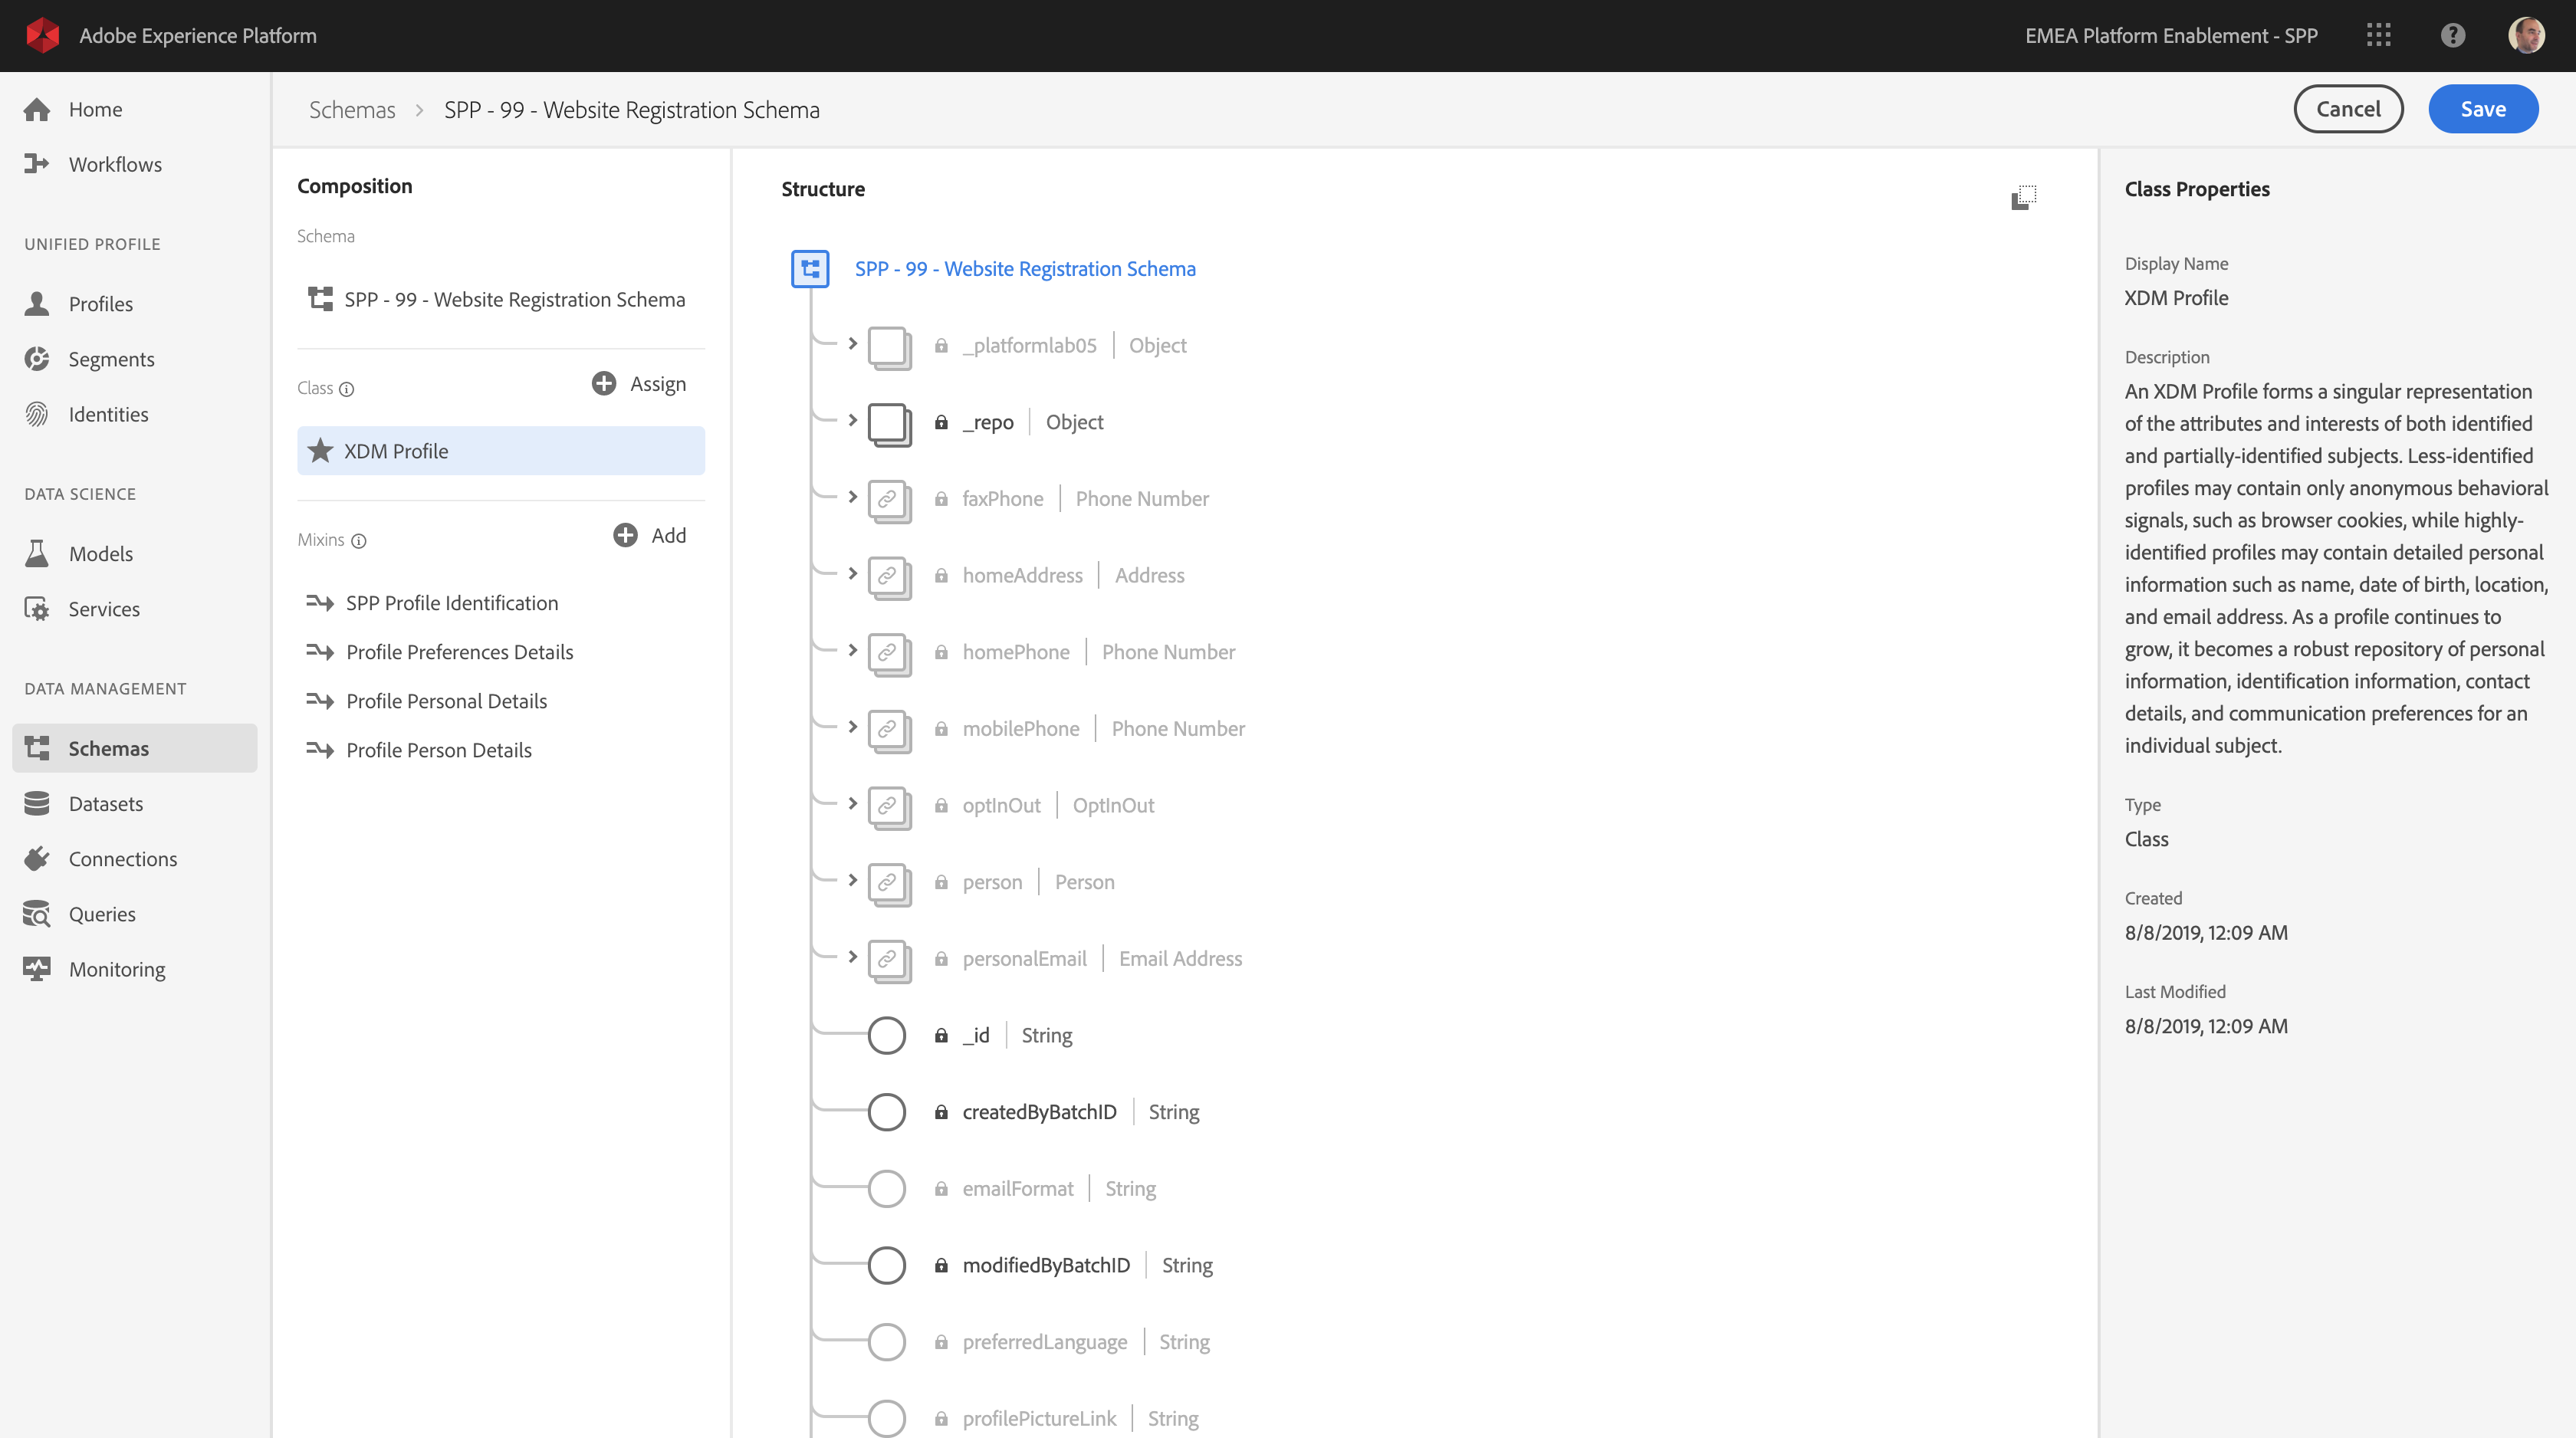 Adobe Experience Platform
EMEA Platform Enablement - SPP
Home
Workflows
UNIFIED PROFILE
Profiles
Segments
Identities
DATA SCIENCE
Models
Services
DATA MANAGEMENT
Schemas
Datasets
Connections
Queries
Monitoring
Schemas > SPP - 99 - Website Registration Schema
Cancel
Save
Composition
Schema
SPP - 99 - Website Registration Schema
Class
Assign
XDM Profile
Mixins
Add
SPP Profile Identification
Profile Preferences Details
Profile Personal Details
Profile Person Details
Structure
SPP - 99 - Website Registration Schema
_platformlab05 | Object
_repo | Object
faxPhone | Phone Number
homeAddress | Address
homePhone | Phone Number
mobilePhone | Phone Number
optInOut | OptInOut
person | Person
personalEmail | Email Address
_id | String
createdByBatchID | String
emailFormat | String
modifiedByBatchID | String
preferredLanguage | String
profilePictureLink | String
Class Properties
Display Name
XDM Profile
Description
An XDM Profile forms a singular representation
of the attributes and interests of both identified
and partially-identified subjects. Less-identified
profiles may contain only anonymous behavioral
signals, such as browser cookies, while highly-
identified profiles may contain detailed personal
information such as name, date of birth, location,
and email address. As a profile continues to
grow, it becomes a robust repository of personal
information, identification information, contact
details, and communication preferences for an
individual subject.
Type
Class
Created
8/8/2019, 12:09 AM
Last Modified
8/8/2019, 12:09 AM